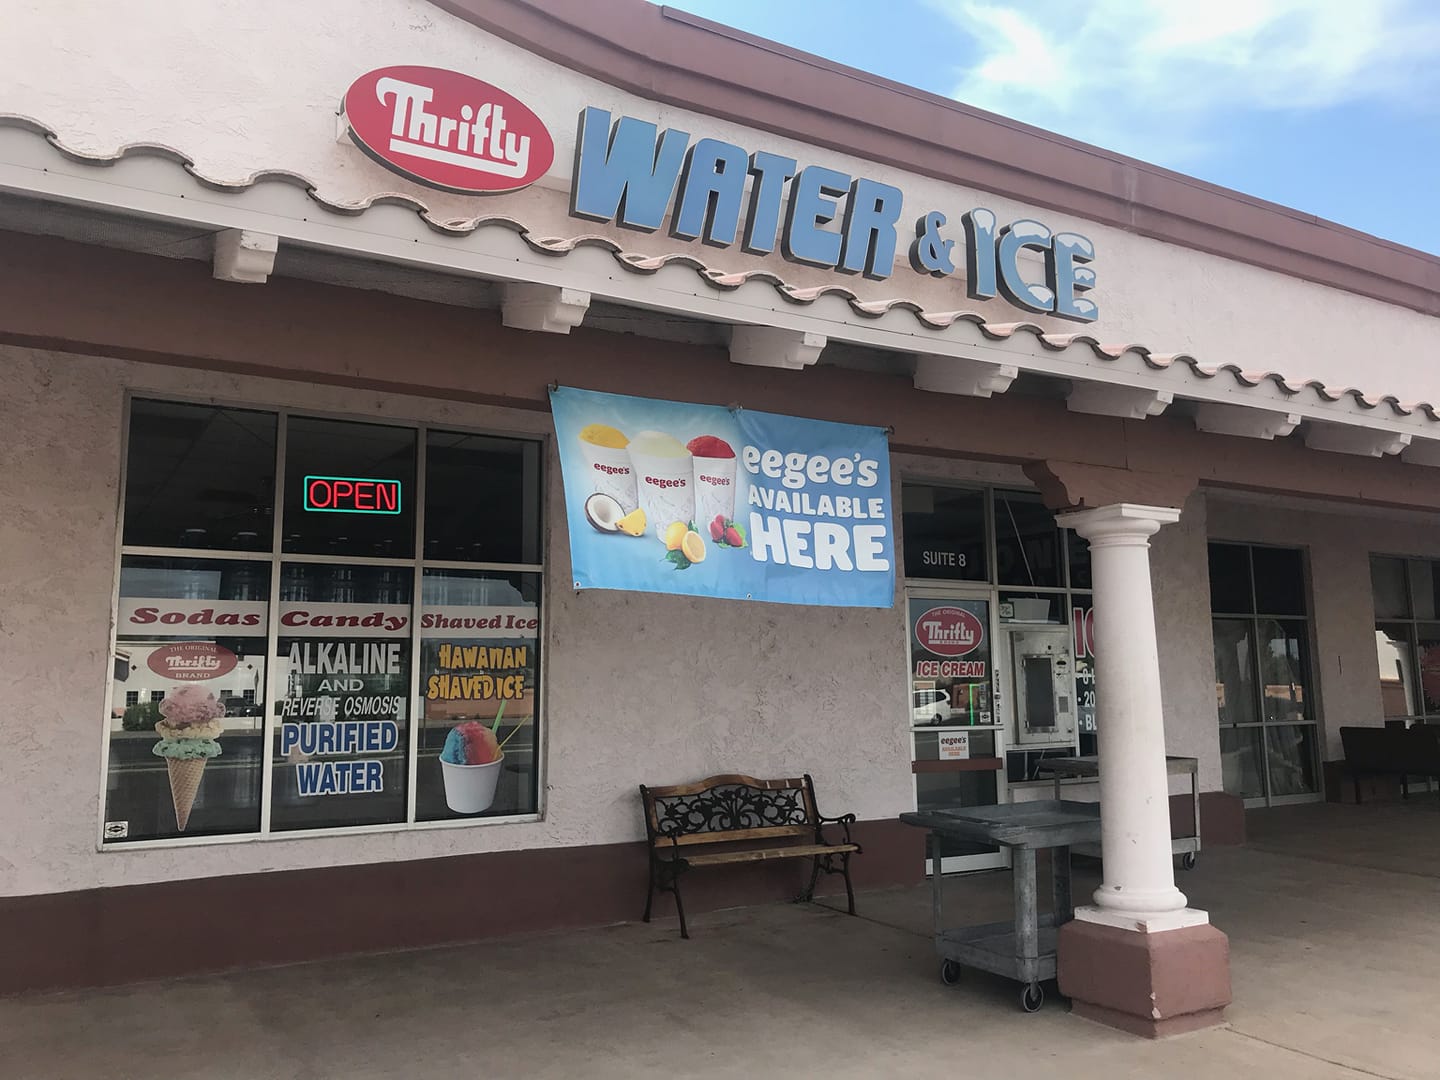 Thrifty
WATER & ICE
OPEN
eegee's
eegee's
eegee's
eegee's
AVAILABLE
HERE
SUITE 8
Sodas
Candy
Shaved Ice
THE ORIGINAL
Thrifty
BRAND
ALKALINE
AND
REVERSE OSMOSIS
PURIFIED
WATER
HAWAIIAN
SHAVED ICE
THE ORIGINAL
Thrifty
ICE CREAM
eegee's
AVAILABLE
HERE